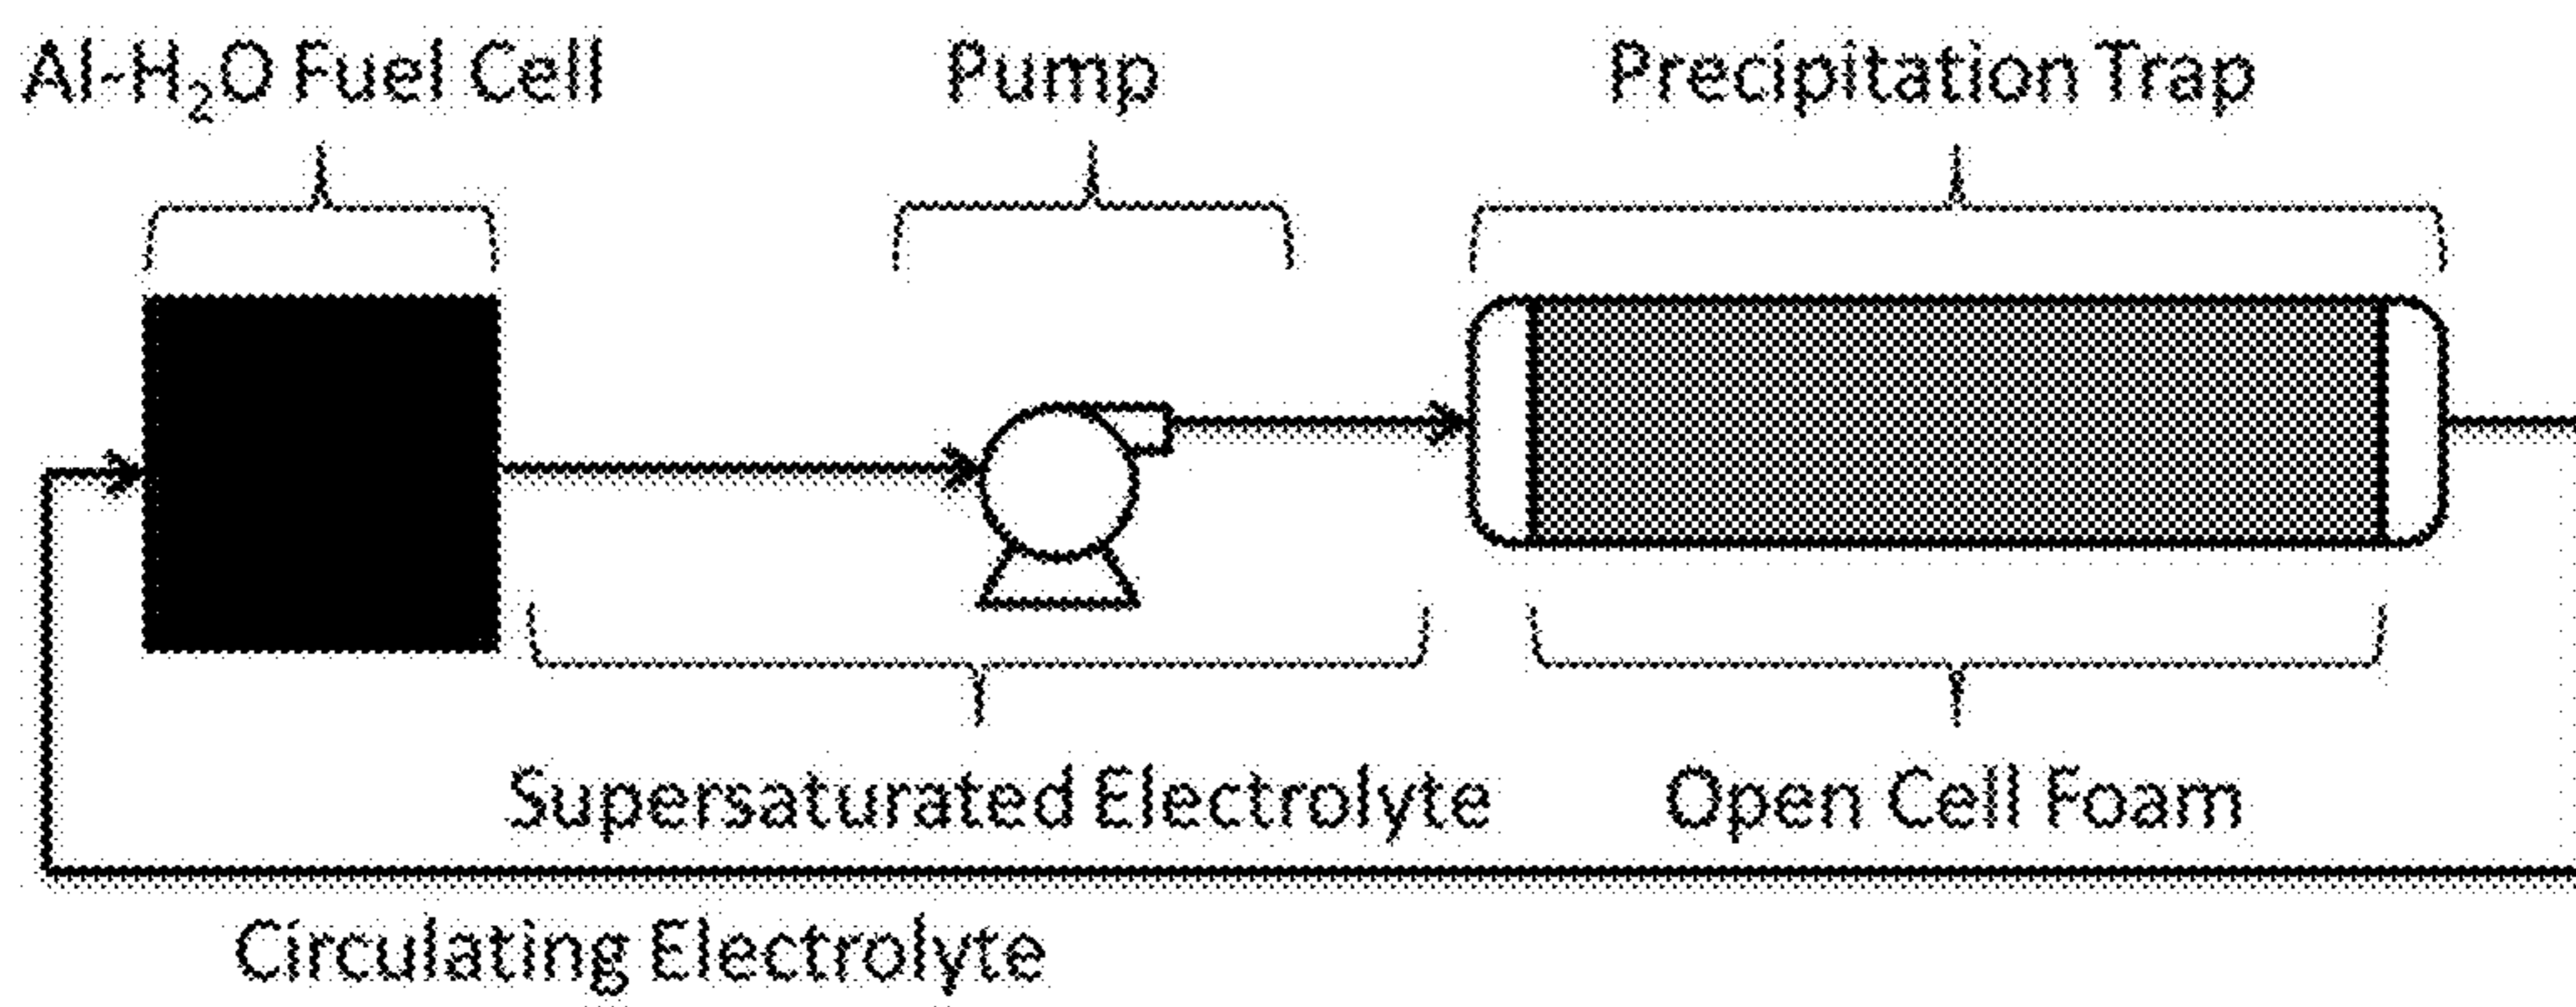 Al-H₂O Fuel Cell
Pump
Precipitation Trap
Supersaturated Electrolyte
Open Cell Foam
Circulating Electrolyte